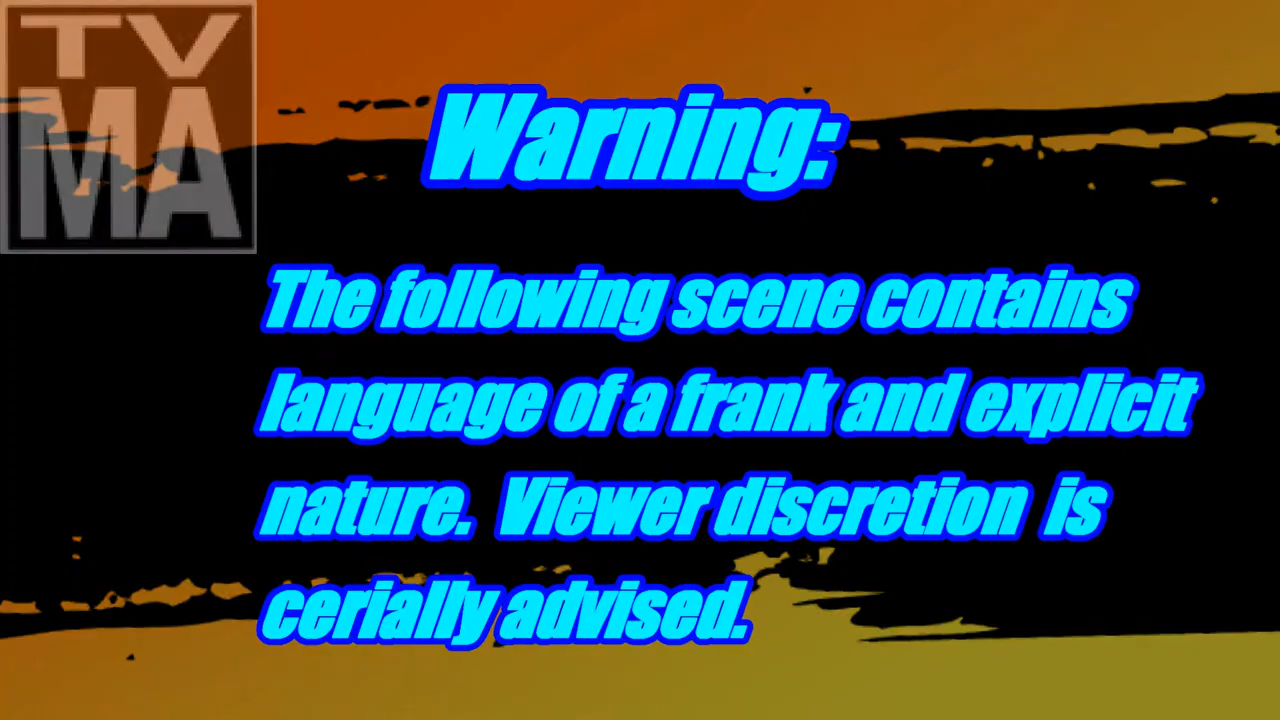 TV
MA
Warning:
The following scene contains
language of a frank and explicit
nature.  Viewer discretion  is
cerially advised.